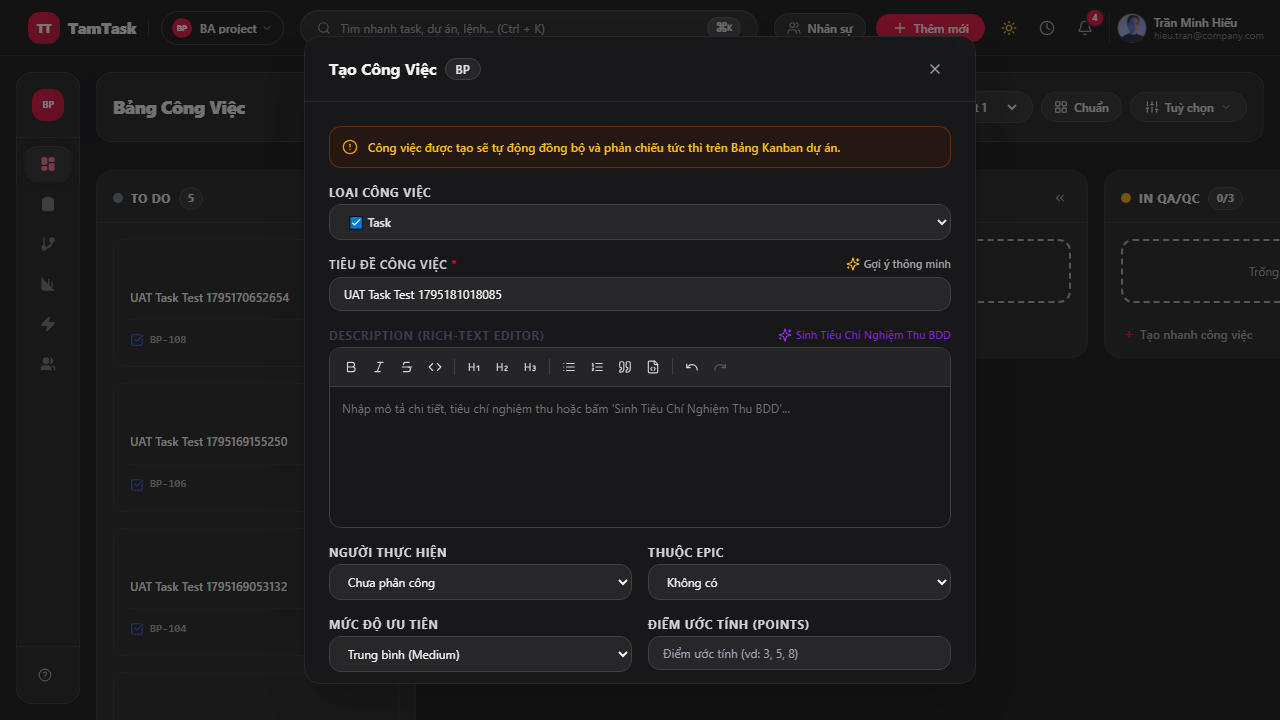 TT TamTask
BP BA project
Tìm nhanh task, dự án, lệnh... (Ctrl + K)
⌘K
Nhân sự
+ Thêm mới
4
Trần Minh Hiếu
hieu.tran@company.com
BP
Bảng Công Việc
t 1
Chuẩn
Tuỳ chọn
TO DO 5
UAT Task Test 1795170652654
BP-108
UAT Task Test 1795169155250
BP-106
UAT Task Test 1795169053132
BP-104
IN QA/QC 0/3
Trống
+ Tạo nhanh công việc
Tạo Công Việc BP
Công việc được tạo sẽ tự động đồng bộ và phản chiếu tức thì trên Bảng Kanban dự án.
LOẠI CÔNG VIỆC
Task
TIÊU ĐỀ CÔNG VIỆC *
Gợi ý thông minh
UAT Task Test 1795181018085
DESCRIPTION (RICH-TEXT EDITOR)
Sinh Tiêu Chí Nghiệm Thu BDD
B I S <> H1 H2 H3
Nhập mô tả chi tiết, tiêu chí nghiệm thu hoặc bấm 'Sinh Tiêu Chí Nghiệm Thu BDD'...
NGƯỜI THỰC HIỆN
THUỘC EPIC
Chưa phân công
Không có
MỨC ĐỘ ƯU TIÊN
ĐIỂM ƯỚC TÍNH (POINTS)
Trung bình (Medium)
Điểm ước tính (vd: 3, 5, 8)